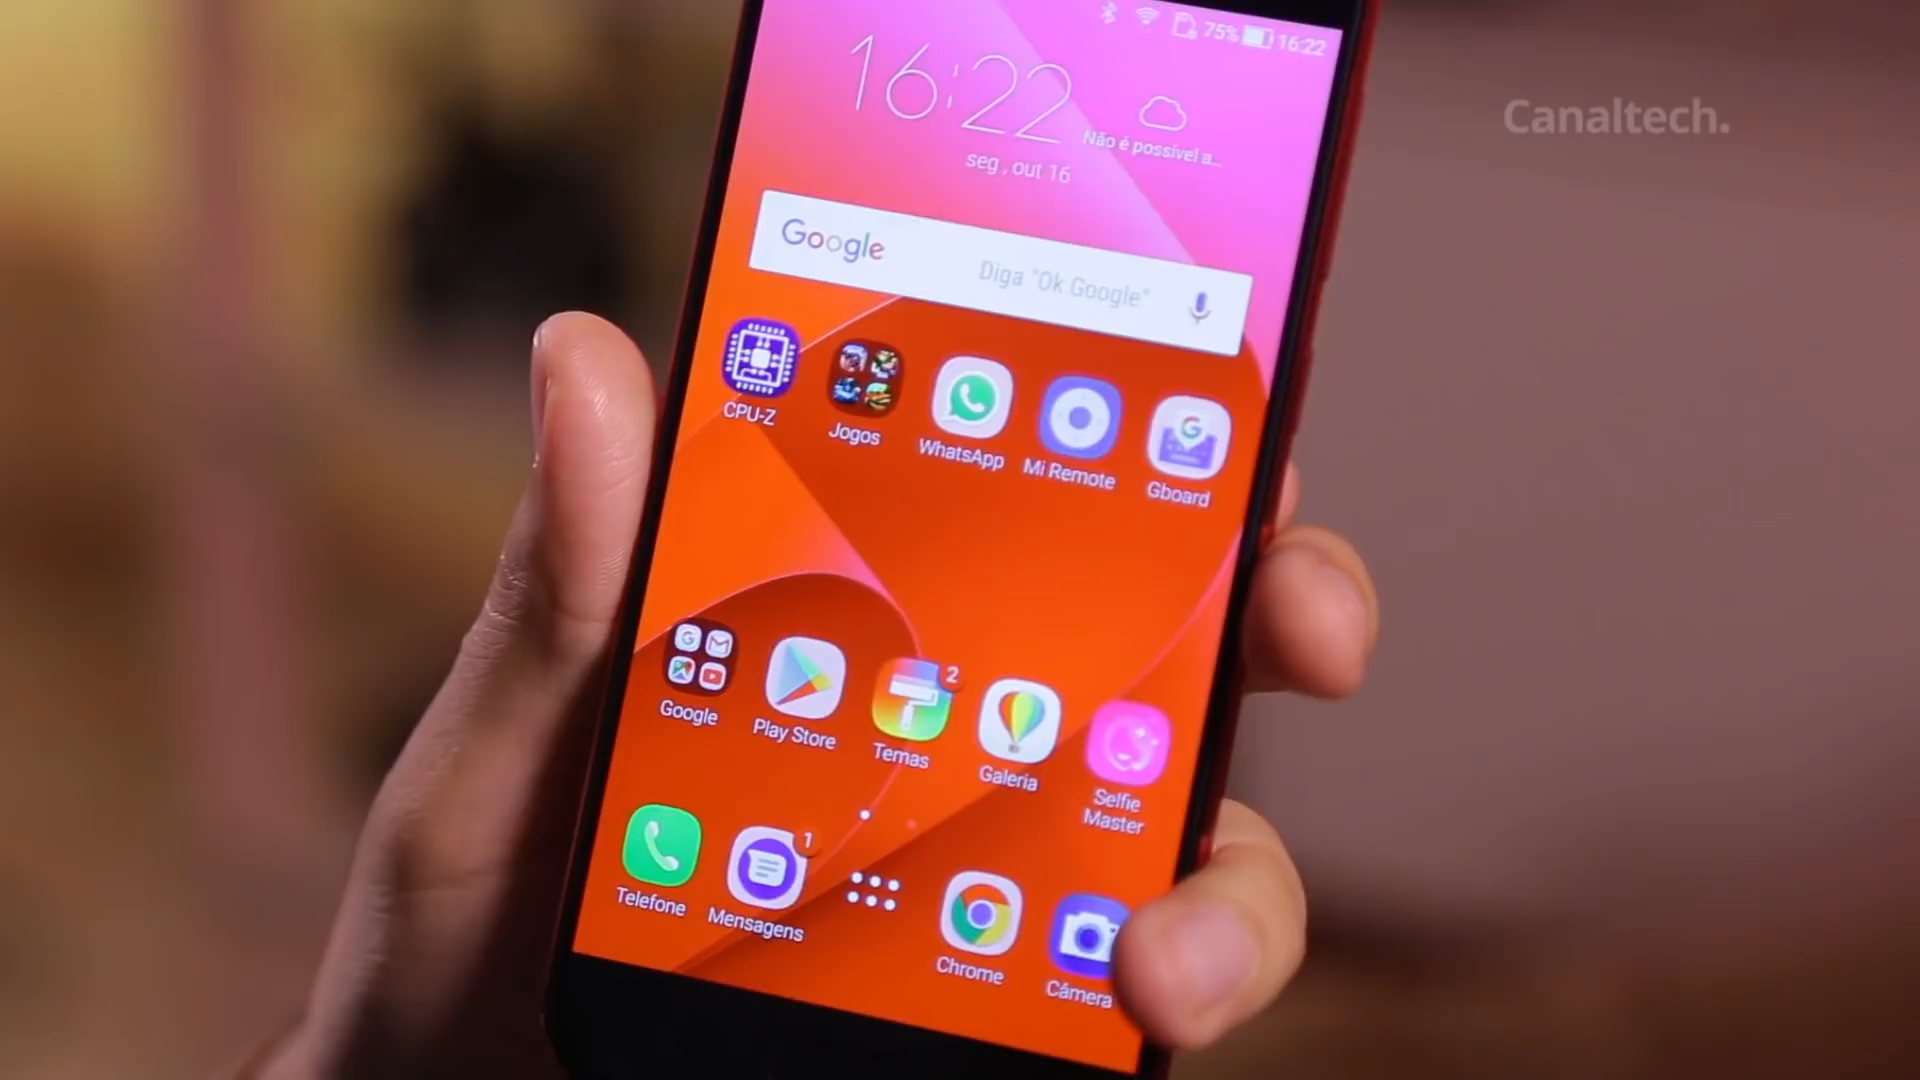 75% 16:22
Canaltech.
16:22
Não é possível a...
seg , out 16
Google
Diga "Ok Google"
CPU-Z
Jogos
WhatsApp
Mi Remote
Gboard
2
Google
Play Store
Temas
Galeria
Selfie
Master
1
Telefone
Mensagens
Chrome
Câmera